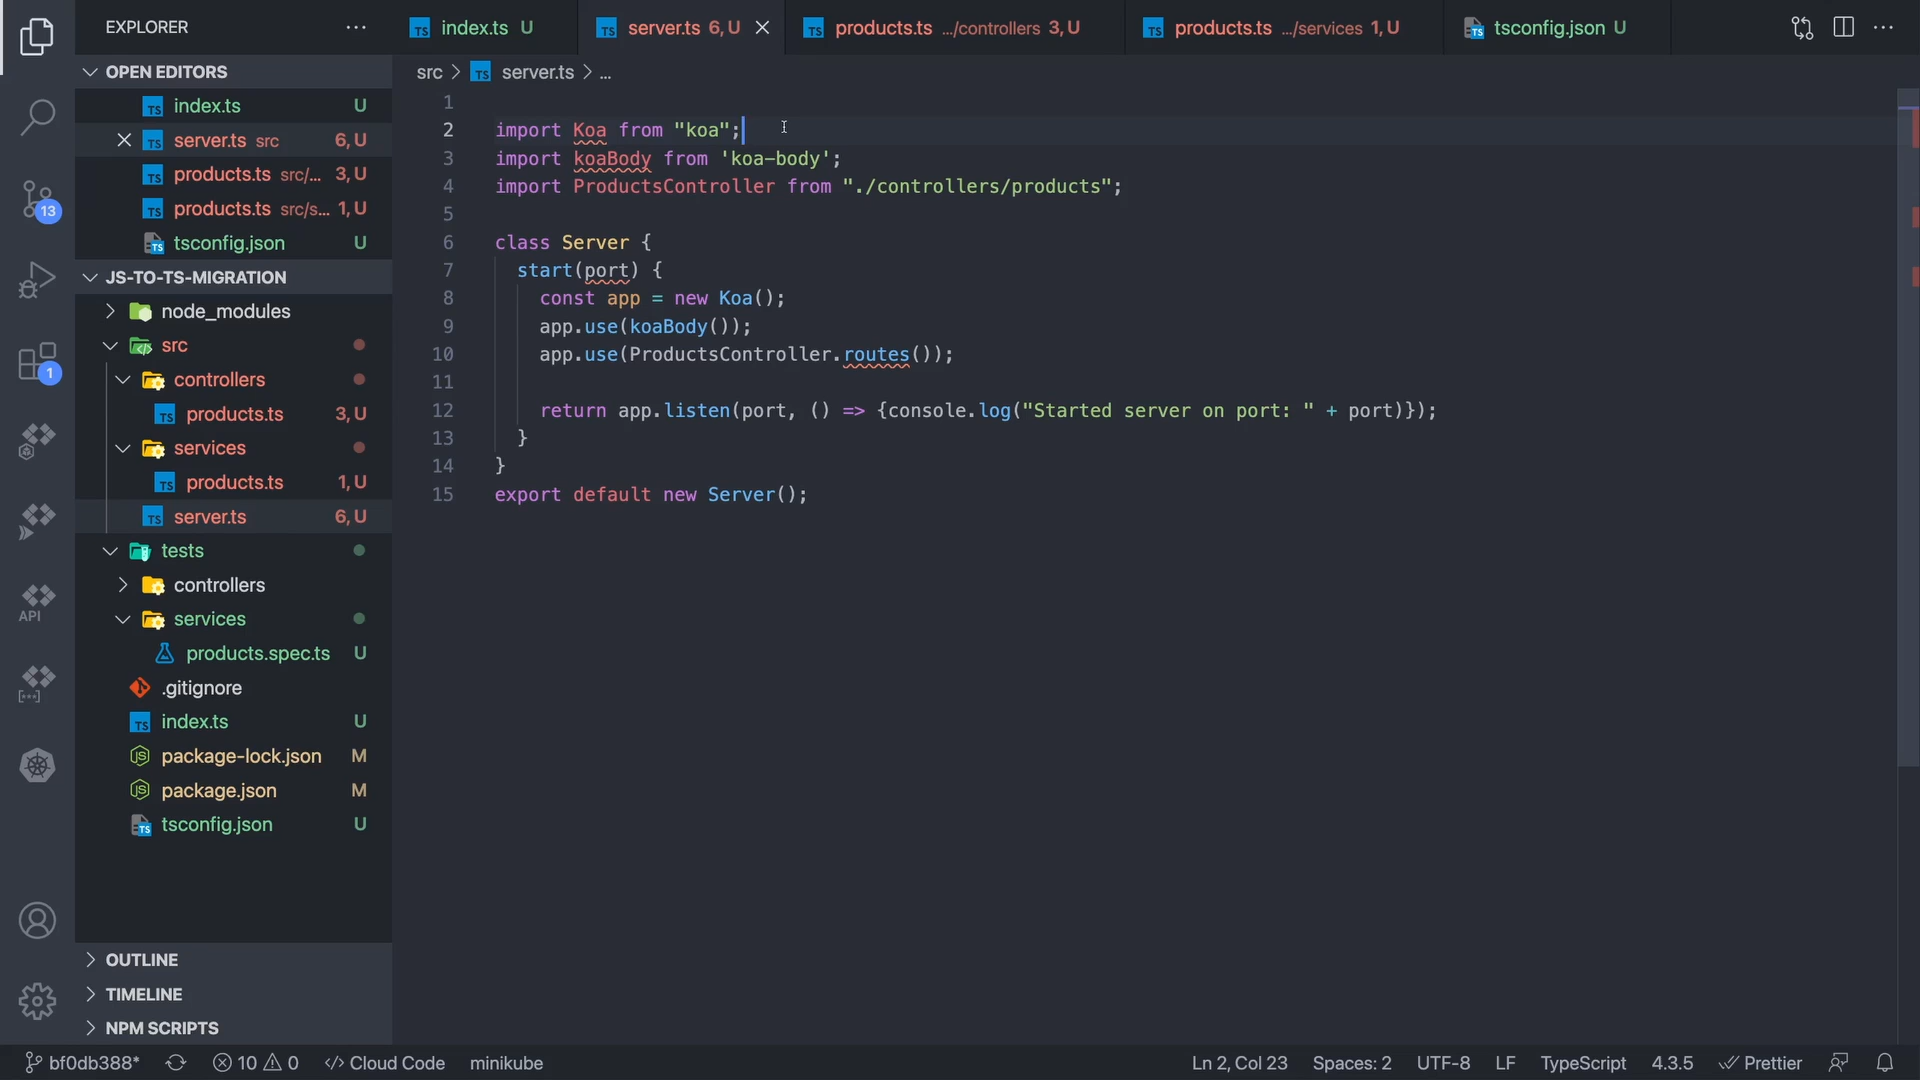 EXPLORER
index.ts U
server.ts 6, U
products.ts .../controllers 3, U
products.ts .../services 1, U
tsconfig.json U
OPEN EDITORS
index.ts U
server.ts src 6, U
products.ts src/... 3, U
products.ts src/s... 1, U
tsconfig.json U
JS-TO-TS-MIGRATION
node_modules
src
controllers
products.ts 3, U
services
products.ts 1, U
server.ts 6, U
tests
controllers
services
products.spec.ts U
.gitignore
index.ts U
package-lock.json M
package.json M
tsconfig.json U
OUTLINE
TIMELINE
NPM SCRIPTS
13
1
API
src > TS server.ts > ...
1
2 import Koa from "koa";
3 import koaBody from 'koa-body';
4 import ProductsController from "./controllers/products";
5
6 class Server {
7 start(port) {
8 const app = new Koa();
9 app.use(koaBody());
10 app.use(ProductsController.routes());
11
12 return app.listen(port, () => {console.log("Started server on port: " + port)});
13 }
14 }
15 export default new Server();
bf0db388* 10 0 Cloud Code minikube Ln 2, Col 23 Spaces: 2 UTF-8 LF TypeScript 4.3.5 Prettier